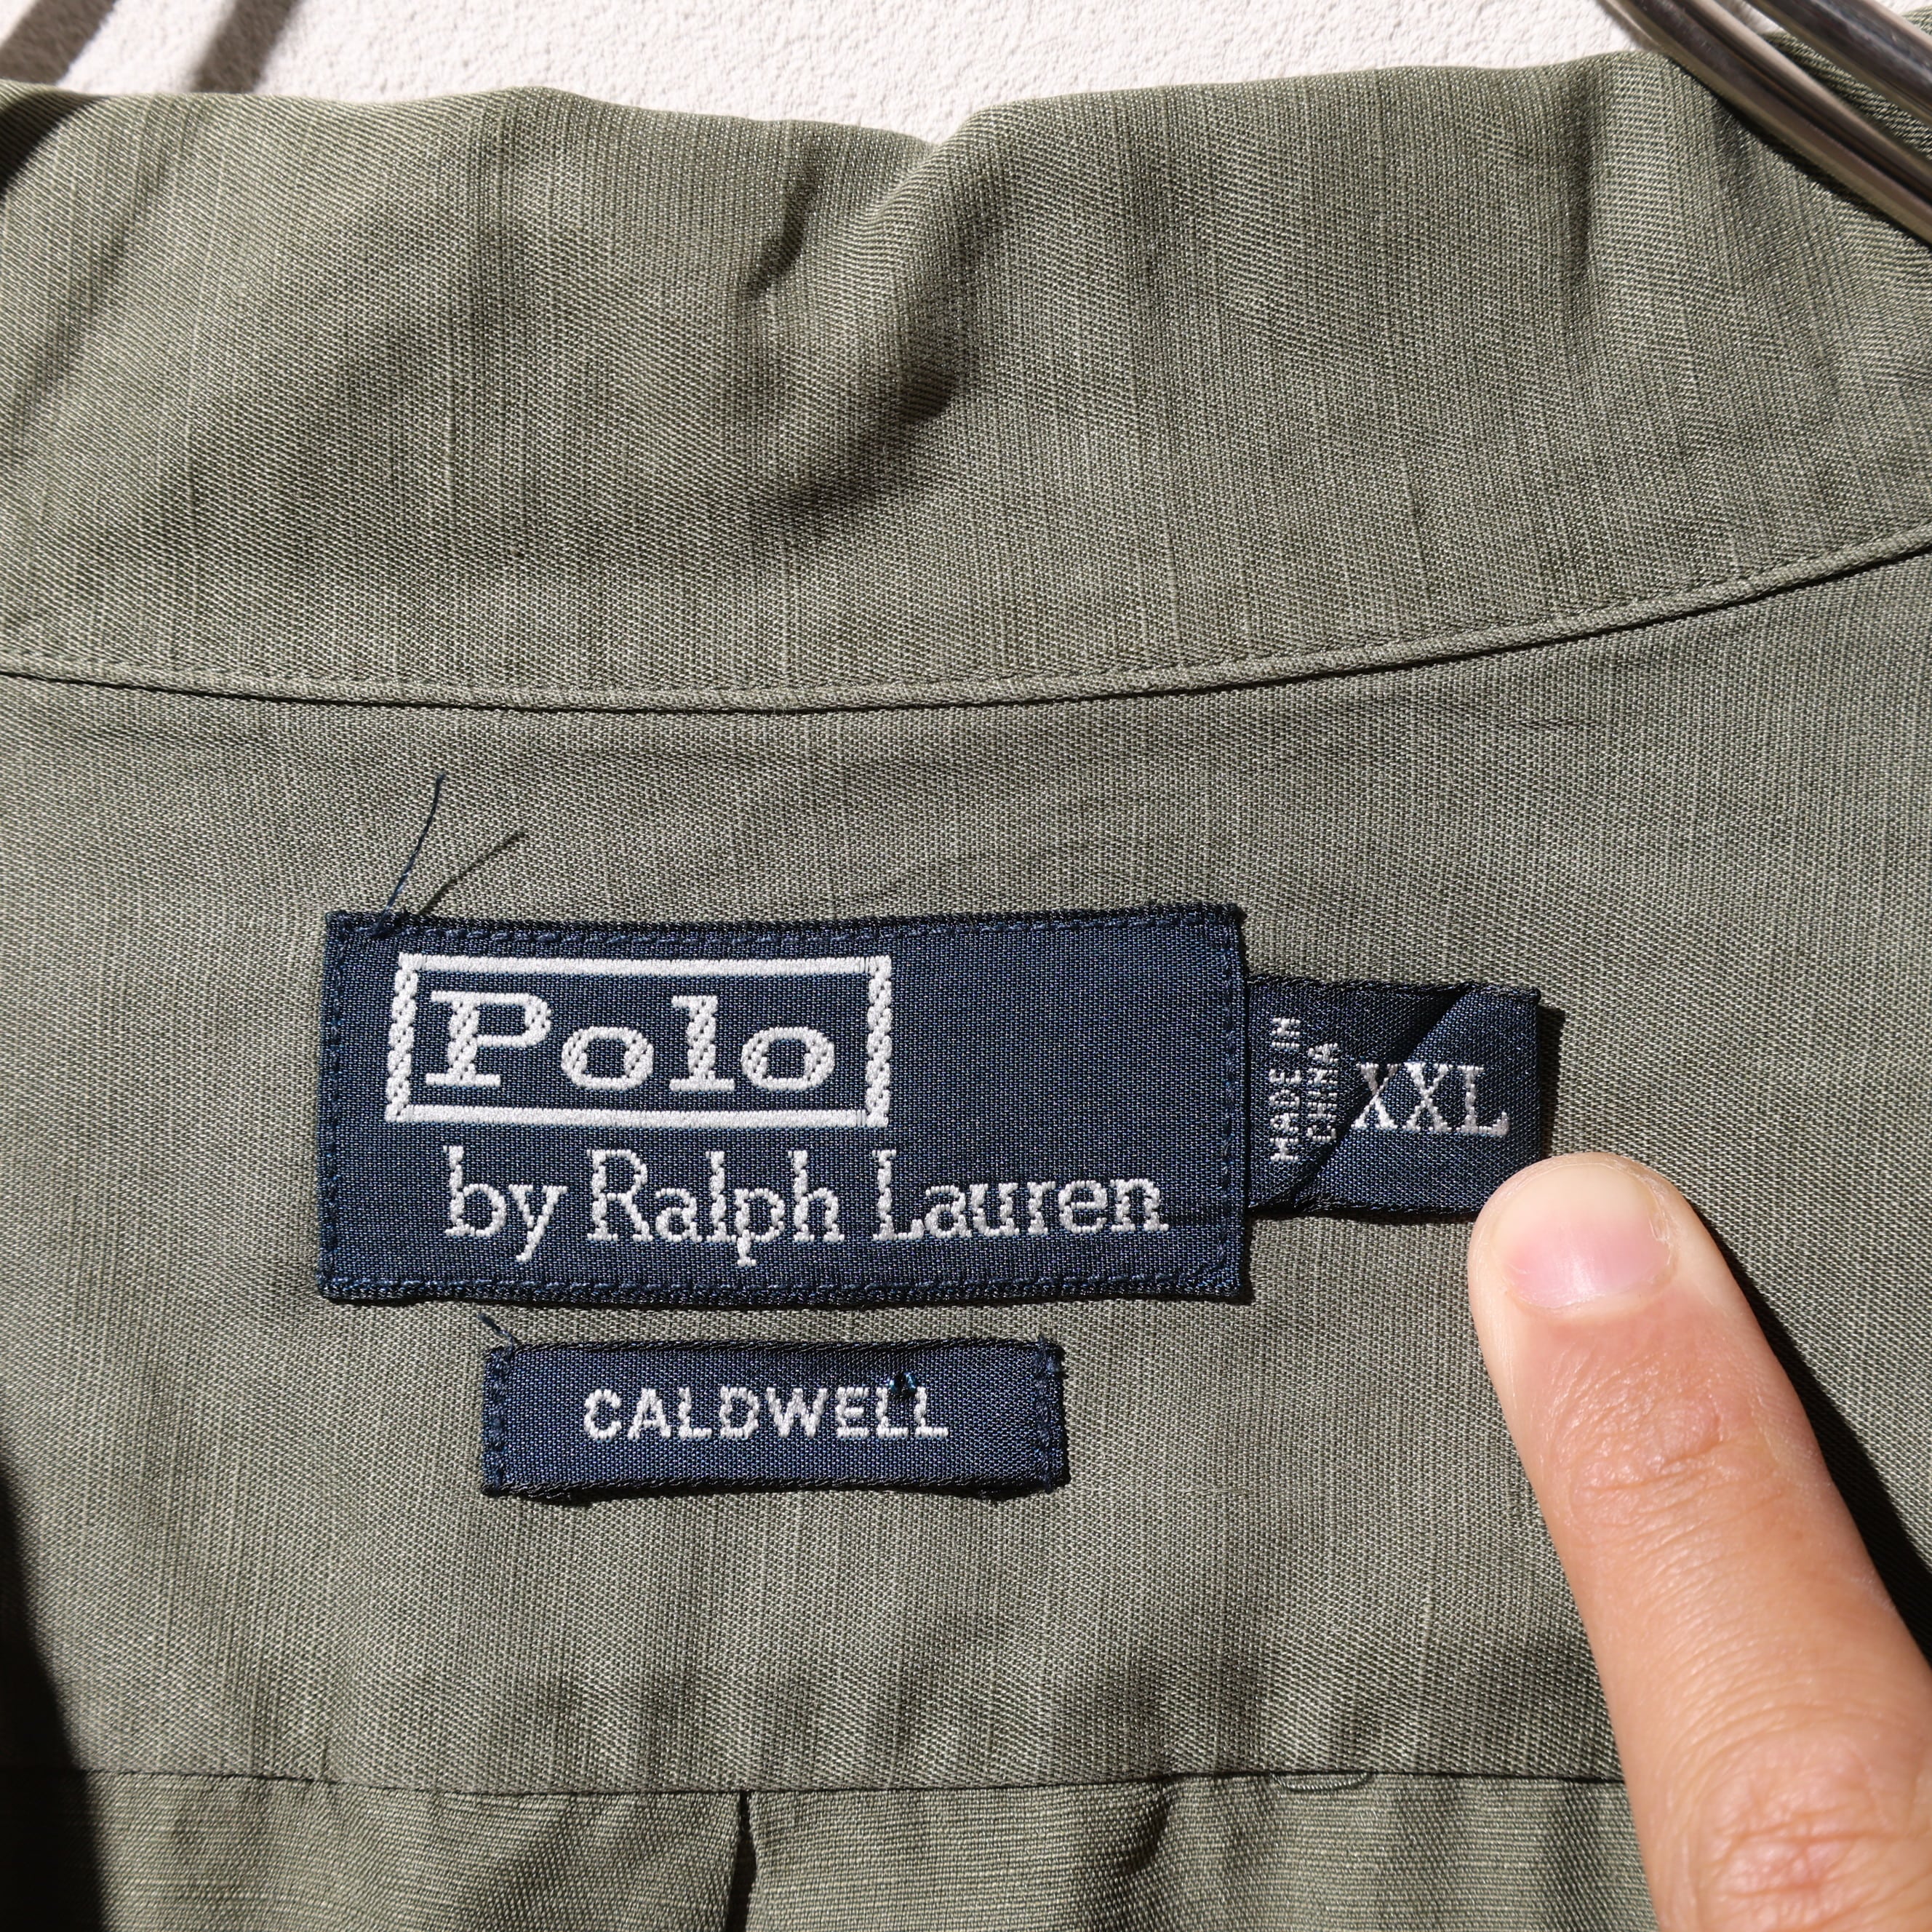 Polo
by Ralph Lauren
MADE IN
CHINA
XXL
CALDWELL